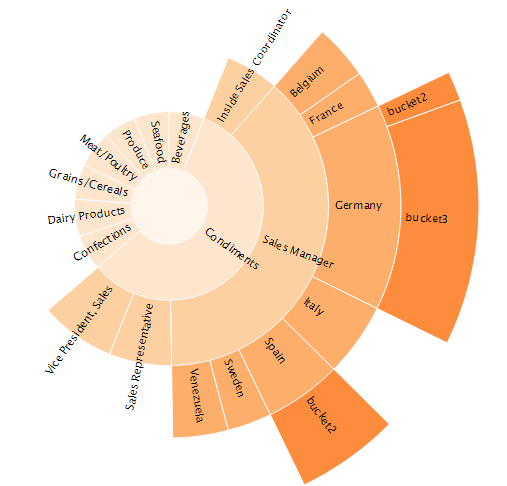 Inside Sales Coordinator
Belgium
France
bucket2
Beverages
Seafood
Produce
Meat/Poultry
Grains/Cereals
Dairy Products
Confections
Condiments
Sales Manager
Germany
bucket3
Italy
Spain
bucket2
Sweden
Venezuela
Sales Representative
Vice President, Sales